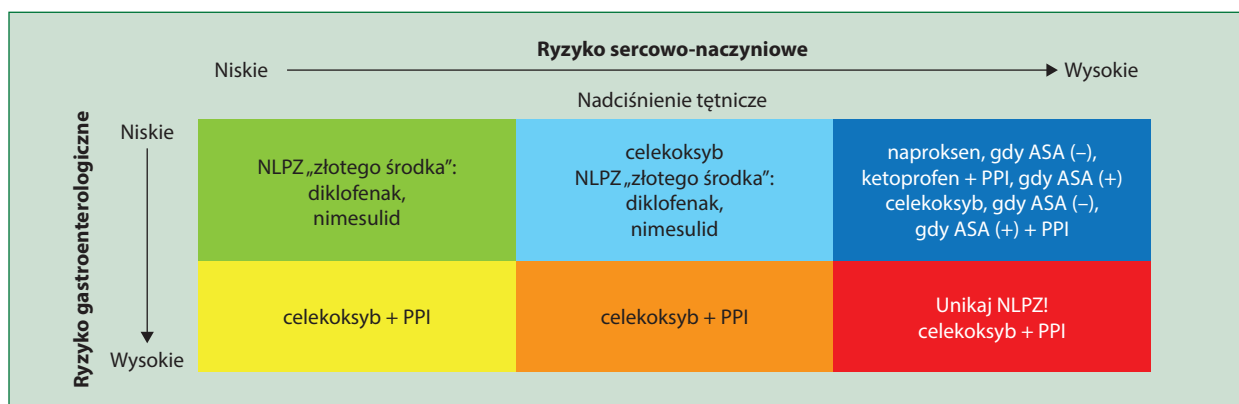 Ryzyko sercowo-naczyniowe
Niskie
Wysokie
Nadciśnienie tętnicze
Ryzyko gastroenterologiczne
Niskie
NLPZ „złotego środka”:
diklofenak,
nimesulid
celekoksyb
NLPZ „złotego środka”:
diklofenak,
nimesulid
naproksen, gdy ASA (–),
ketoprofen + PPI, gdy ASA (+)
celekoksyb, gdy ASA (–),
gdy ASA (+) + PPI
Wysokie
celekoksyb + PPI
celekoksyb + PPI
Unikaj NLPZ!
celekoksyb + PPI